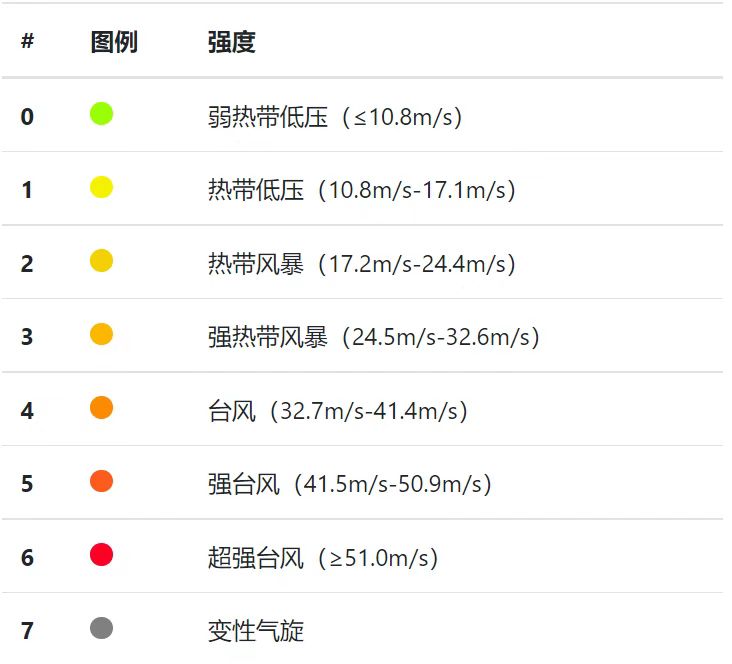 # 图例 强度
0 弱热带低压（≤10.8m/s）
1 热带低压（10.8m/s-17.1m/s）
2 热带风暴（17.2m/s-24.4m/s）
3 强热带风暴（24.5m/s-32.6m/s）
4 台风（32.7m/s-41.4m/s）
5 强台风（41.5m/s-50.9m/s）
6 超强台风（≥51.0m/s）
7 变性气旋